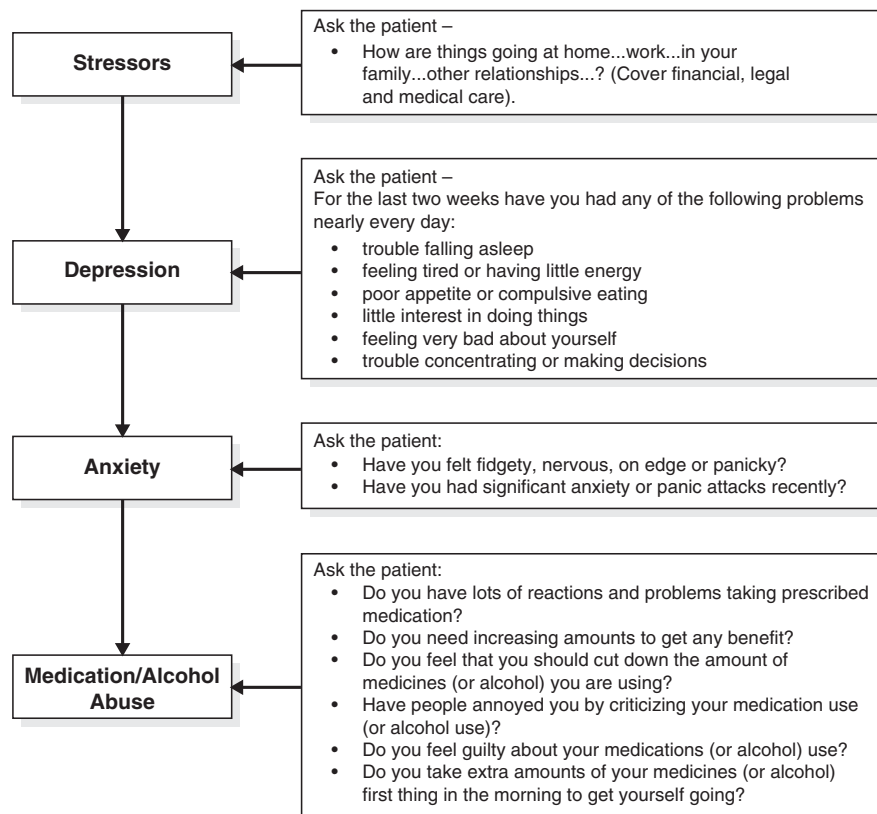 Stressors
Ask the patient –
• How are things going at home...work...in your
family...other relationships...? (Cover financial, legal
and medical care).
Depression
Ask the patient –
For the last two weeks have you had any of the following problems
nearly every day:
• trouble falling asleep
• feeling tired or having little energy
• poor appetite or compulsive eating
• little interest in doing things
• feeling very bad about yourself
• trouble concentrating or making decisions
Anxiety
Ask the patient:
• Have you felt fidgety, nervous, on edge or panicky?
• Have you had significant anxiety or panic attacks recently?
Medication/Alcohol
Abuse
Ask the patient:
• Do you have lots of reactions and problems taking prescribed
medication?
• Do you need increasing amounts to get any benefit?
• Do you feel that you should cut down the amount of
medicines (or alcohol) you are using?
• Have people annoyed you by criticizing your medication use
(or alcohol use)?
• Do you feel guilty about your medications (or alcohol) use?
• Do you take extra amounts of your medicines (or alcohol)
first thing in the morning to get yourself going?